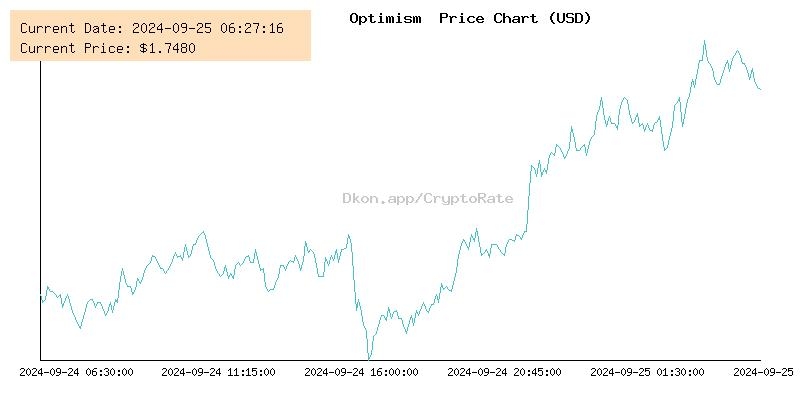 Optimism  Price Chart (USD)
Current Date: 2024-09-25 06:27:16
Current Price: $1.7480
Dkon.app/CryptoRate
2024-09-24 06:30:00 2024-09-24 11:15:00 2024-09-24 16:00:00 2024-09-24 20:45:00 2024-09-25 01:30:00 2024-09-25